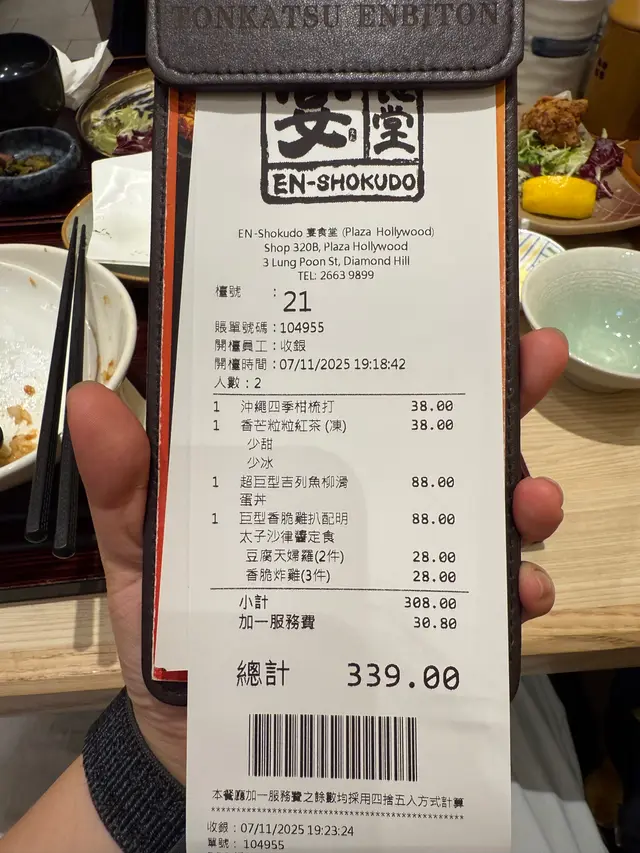 TONKATSU ENBITON
宴食堂
EN-SHOKUDO
EN-Shokudo 宴食堂 (Plaza Hollywood)
Shop 320B, Plaza Hollywood
3 Lung Poon St, Diamond Hill
TEL: 2663 9899
檯號 : 21
賬單號碼 : 104955
開檯員工 : 收銀
開檯時間 : 07/11/2025 19:18:42
人數 : 2
1 沖繩四季柑梳打 38.00
1 香芒粒粒紅茶 (凍) 38.00
少甜
少冰
1 超巨型吉列魚柳滑 88.00
蛋丼
1 巨型香脆雞扒配明 88.00
太子沙律醬定食
豆腐天婦羅(2件) 28.00
香脆炸雞(3件) 28.00
小計 308.00
加一服務費 30.80
總計 339.00
本餐廳加一服務費之餘數均採用四捨五入方式計算
************************************************
收銀 : 07/11/2025 19:23:24
單號 : 104955